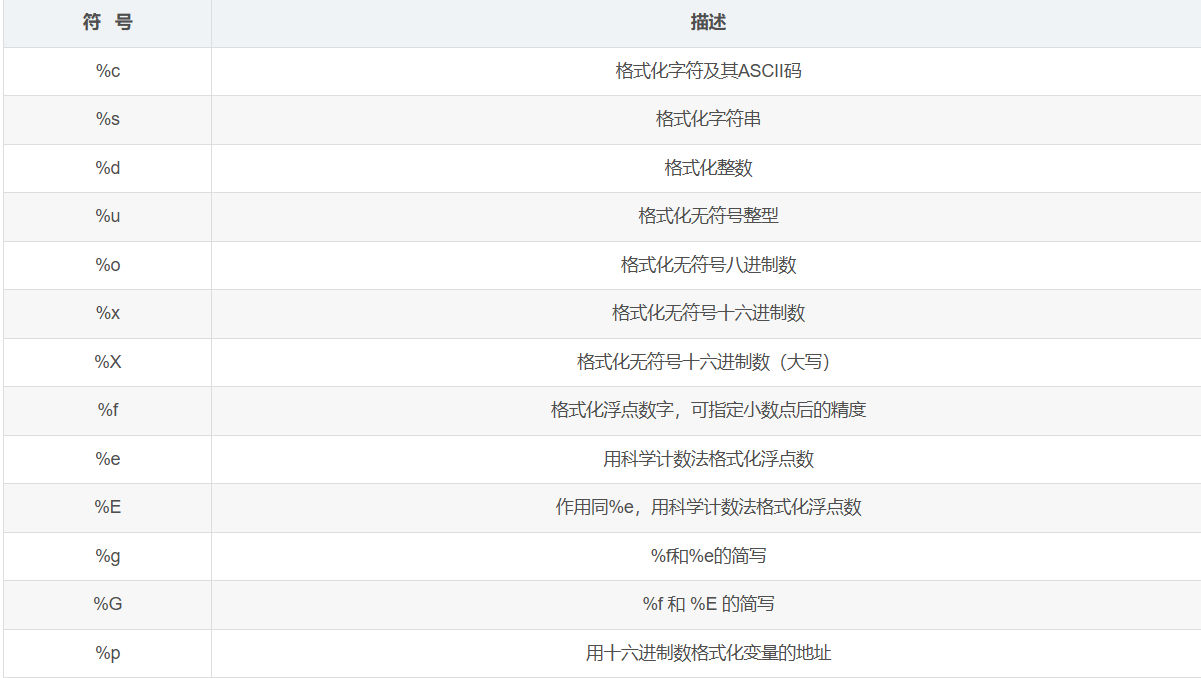 符 号 描述
%c 格式化字符及其ASCII码
%s 格式化字符串
%d 格式化整数
%u 格式化无符号整型
%o 格式化无符号八进制数
%x 格式化无符号十六进制数
%X 格式化无符号十六进制数（大写）
%f 格式化浮点数字，可指定小数点后的精度
%e 用科学计数法格式化浮点数
%E 作用同%e，用科学计数法格式化浮点数
%g %f和%e的简写
%G %f 和 %E 的简写
%p 用十六进制数格式化变量的地址